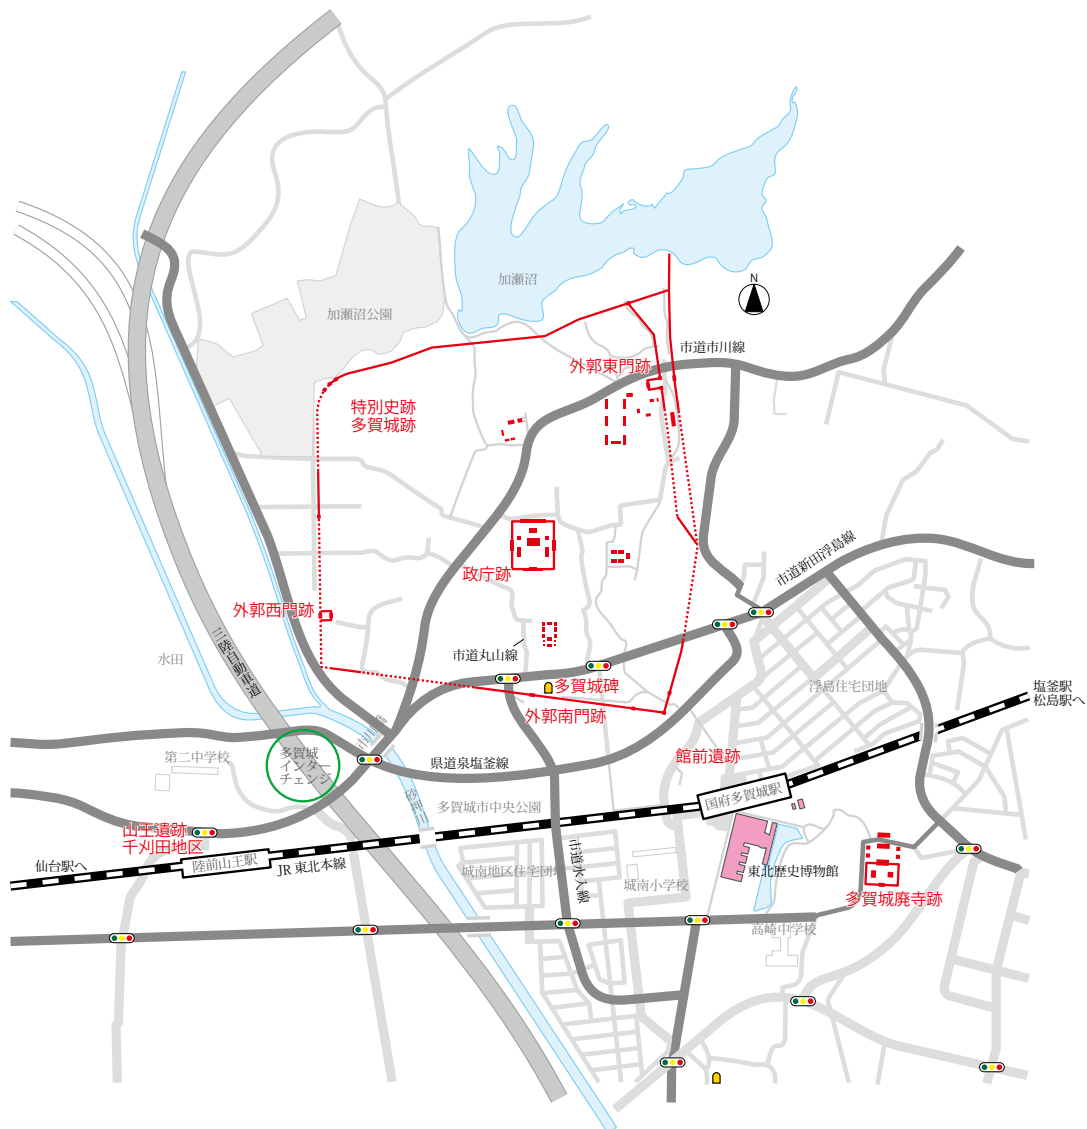 加瀬沼
N
加瀬沼公園
市道市川線
外郭東門跡
特別史跡
多賀城跡
市道新田浮島線
政庁跡
外郭西門跡
三陸自動車道
水田
市道丸山線
多賀城碑
浮島住宅団地
塩釜駅
松島駅へ
外郭南門跡
市川橋
館前遺跡
第二中学校
多賀城
インター
チェンジ
県道泉塩釜線
国府多賀城駅
砂押川
多賀城市中央公園
山王遺跡
千刈田地区
仙台駅へ
陸前山王駅
JR 東北本線
城南地区住宅団地
市道水入線
城南小学校
東北歴史博物館
多賀城廃寺跡
高崎中学校